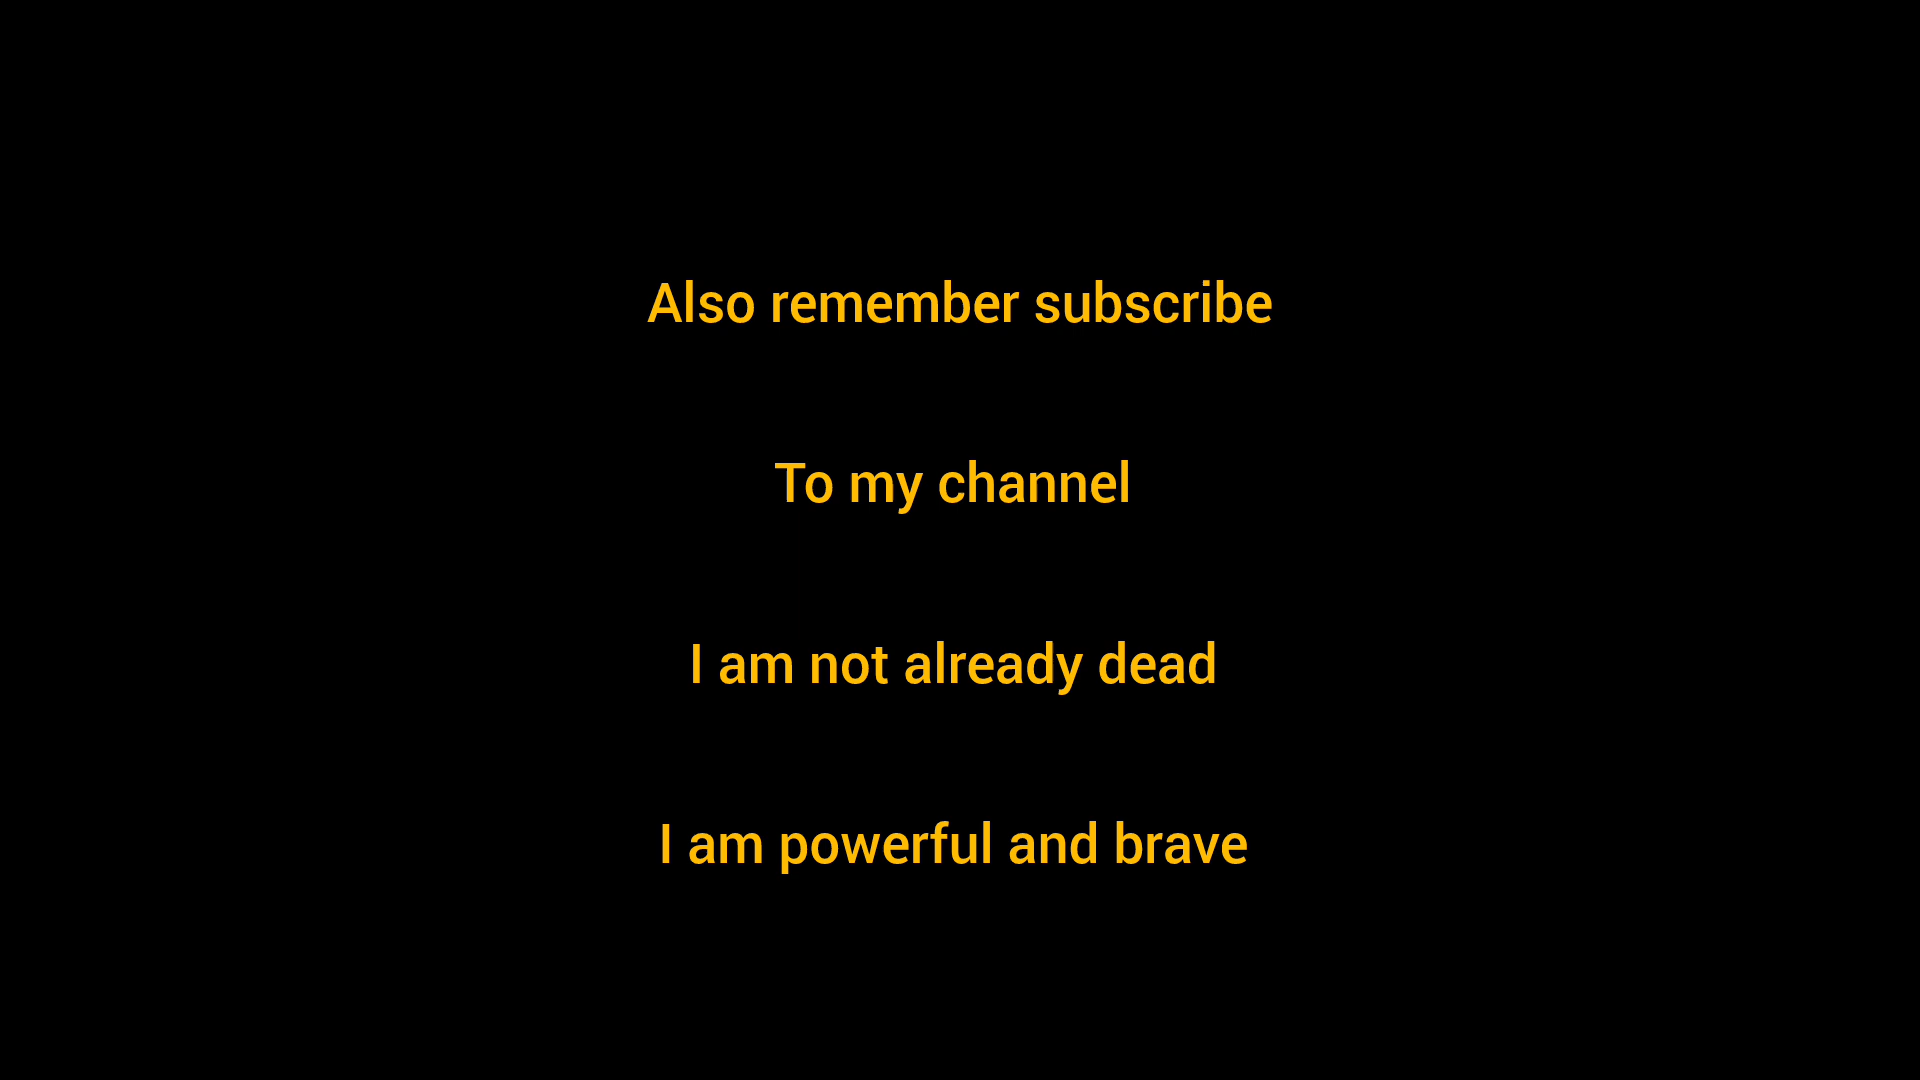 Also remember subscribe
To my channel
I am not already dead
I am powerful and brave